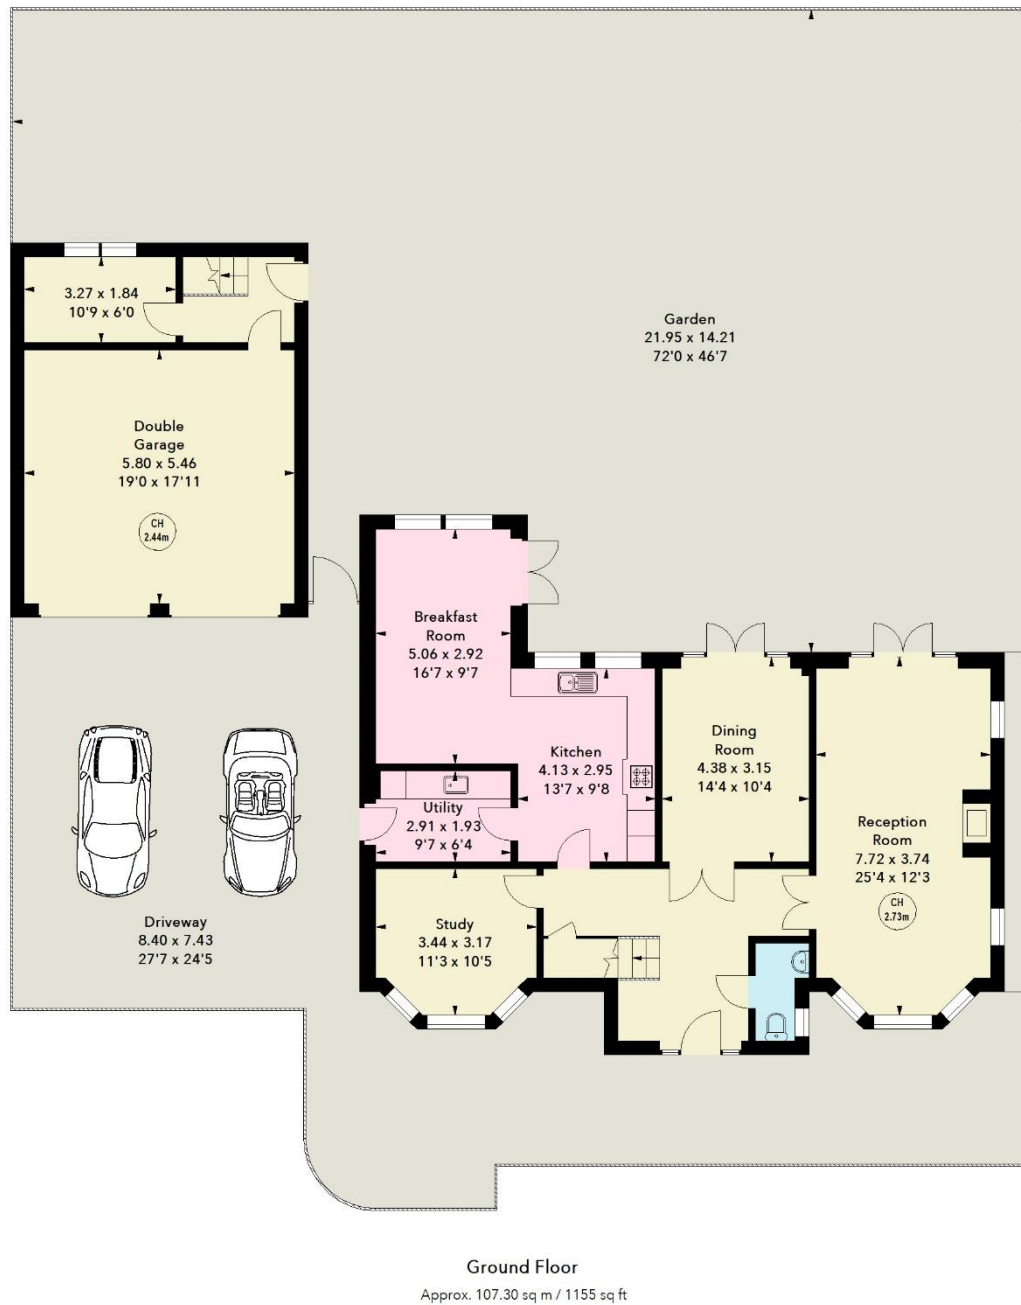 3.27 x 1.84
10'9 x 6'0
Garden
21.95 x 14.21
72'0 x 46'7
Double
Garage
5.80 x 5.46
19'0 x 17'11
CH
2.44m
Breakfast
Room
5.06 x 2.92
16'7 x 9'7
Kitchen
4.13 x 2.95
13'7 x 9'8
Dining
Room
4.38 x 3.15
14'4 x 10'4
Utility
2.91 x 1.93
9'7 x 6'4
Reception
Room
7.72 x 3.74
25'4 x 12'3
CH
2.73m
Driveway
8.40 x 7.43
27'7 x 24'5
Study
3.44 x 3.17
11'3 x 10'5
Ground Floor
Approx. 107.30 sq m / 1155 sq ft